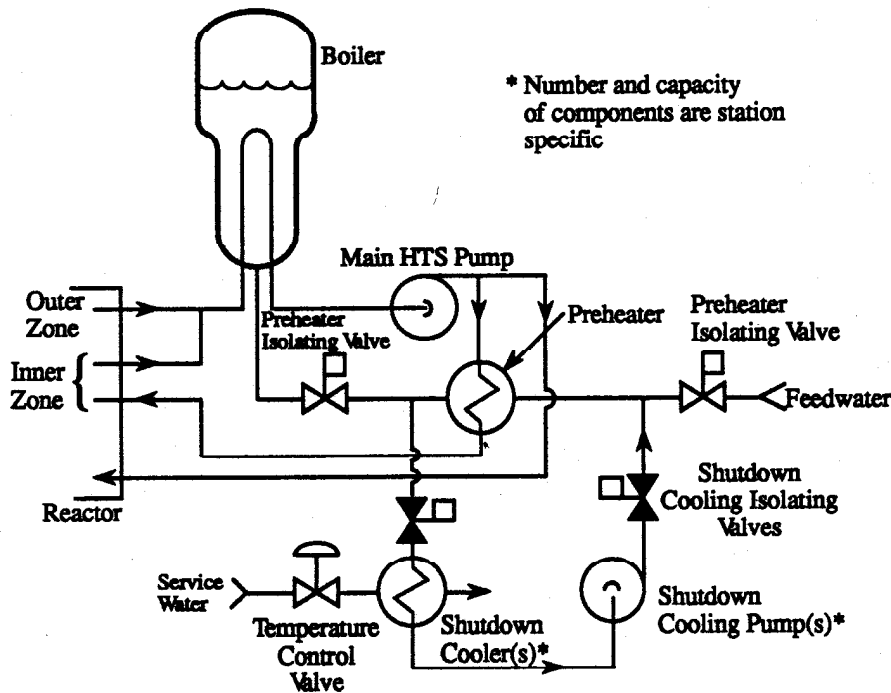 Boiler
* Number and capacity
of components are station
specific
Main HTS Pump
Outer
Zone
Preheater
Isolating Valve
Preheater
Preheater
Isolating Valve
Inner
Zone
Feedwater
Reactor
Shutdown
Cooling Isolating
Valves
Service
Water
Temperature
Control
Valve
Shutdown
Cooler(s)*
Shutdown
Cooling Pump(s)*